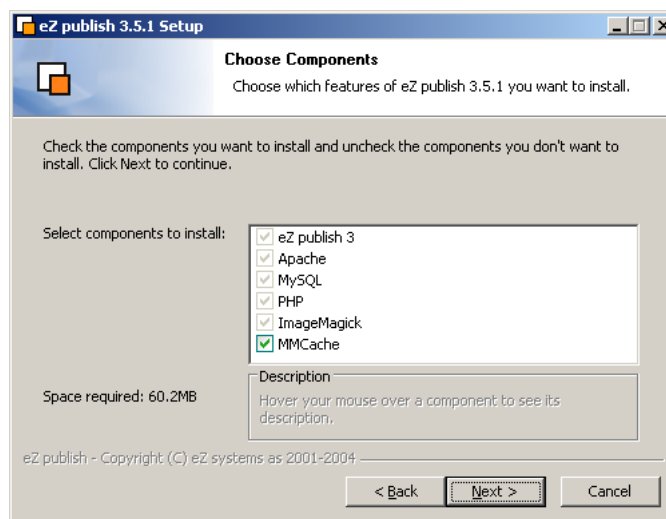 eZ publish 3.5.1 Setup
Choose Components
Choose which features of eZ publish 3.5.1 you want to install.
Check the components you want to install and uncheck the components you don't want to
install. Click Next to continue.
Select components to install:
eZ publish 3
Apache
MySQL
PHP
ImageMagick
MMCache
Space required: 60.2MB
Description
Hover your mouse over a component to see its
description.
eZ publish - Copyright (C) eZ systems as 2001-2004
< Back
Next >
Cancel